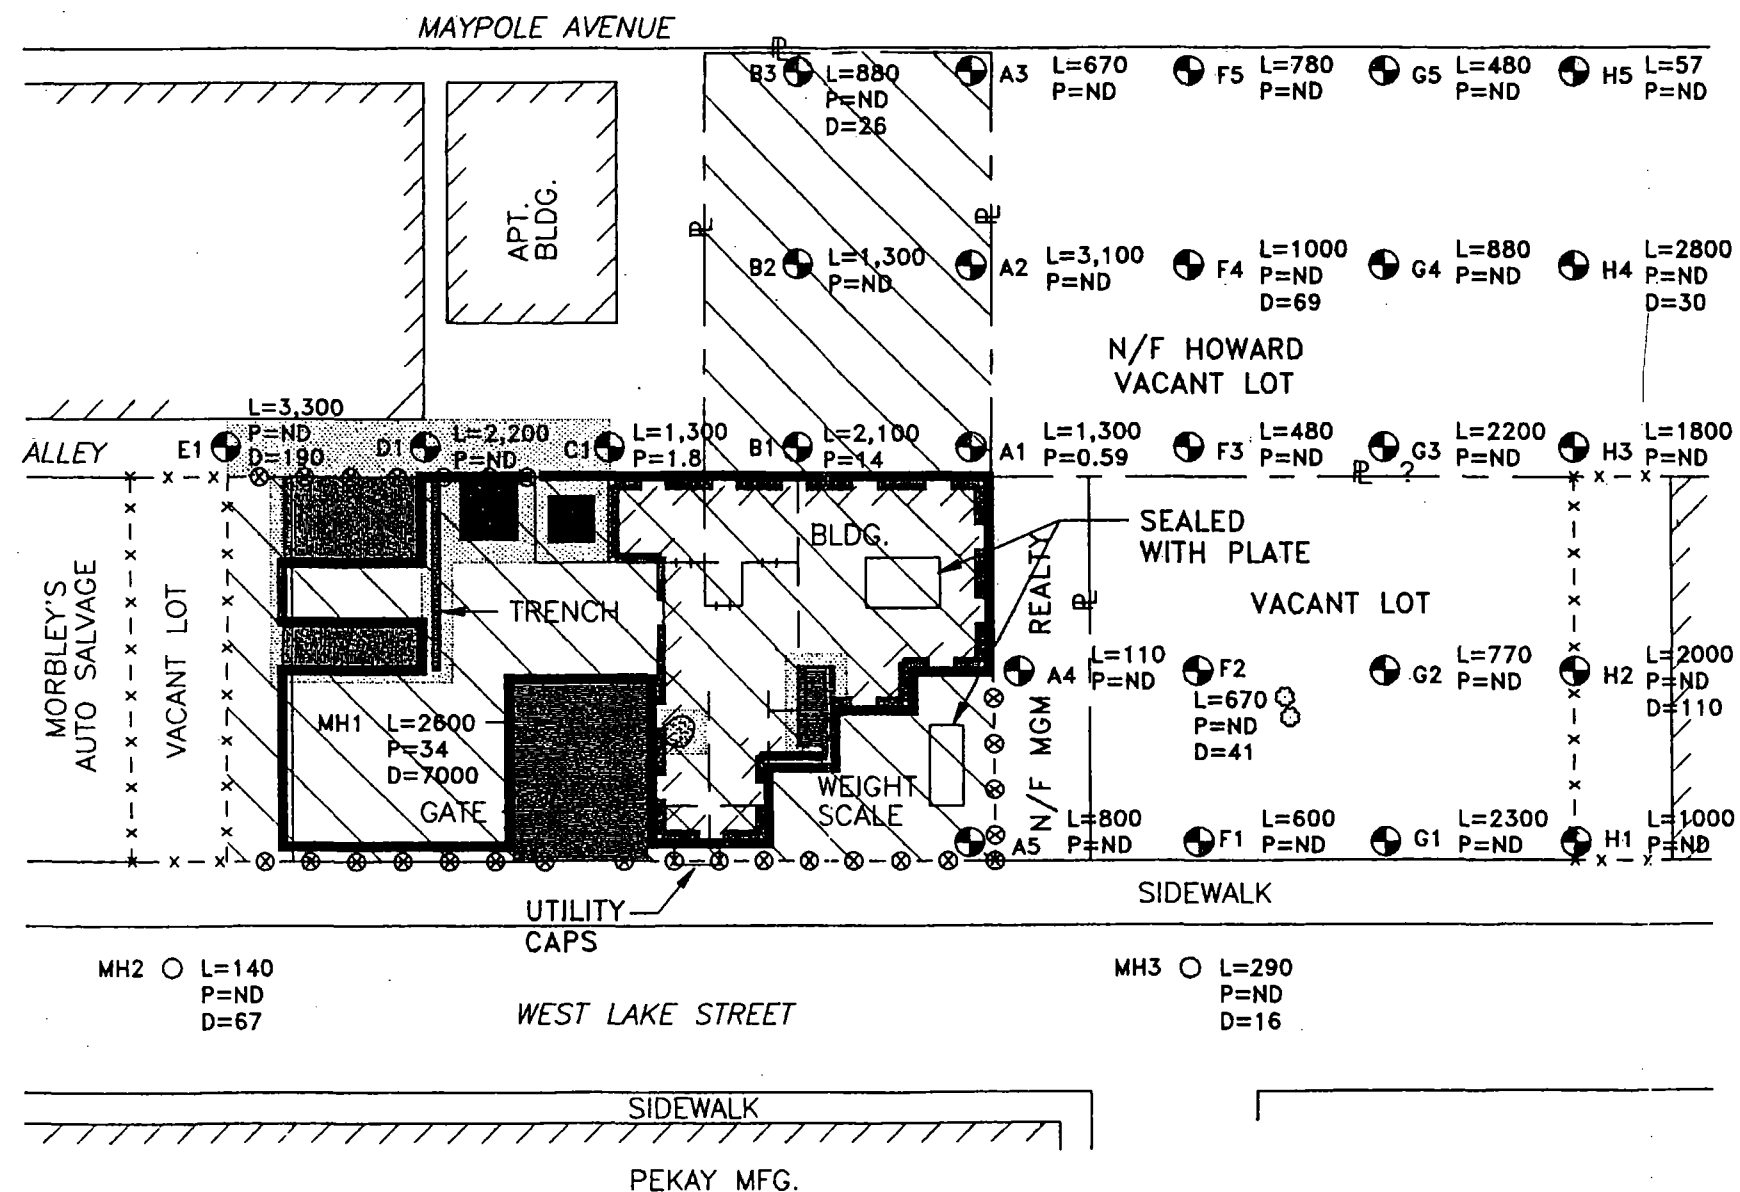 MAYPOLE AVENUE
B3
L=880
P=ND
D=26
A3
L=670
P=ND
F5
L=780
P=ND
G5
L=480
P=ND
H5
L=57
P=ND
APT.
BLDG.
B2
L=1,300
P=ND
A2
L=3,100
P=ND
F4
L=1000
P=ND
D=69
G4
L=880
P=ND
H4
L=2800
P=ND
D=30
N/F HOWARD
VACANT LOT
ALLEY
E1
L=3,300
P=ND
D=190
D1
L=2,200
P=ND
C1
L=1,300
P=1.8
B1
L=2,100
P=14
A1
L=1,300
P=0.59
F3
L=480
P=ND
G3
L=2200
P=ND
H3
L=1800
P=ND
?
MORBLEY'S
AUTO SALVAGE
VACANT LOT
TRENCH
BLDG.
SEALED
WITH PLATE
N/F MGM REALTY
VACANT LOT
A4
L=110
P=ND
F2
L=670
P=ND
D=41
G2
L=770
P=ND
H2
L=2000
P=ND
D=110
MH1
L=2600
P=34
D=7000
GATE
WEIGHT
SCALE
A5
L=800
P=ND
F1
L=600
P=ND
G1
L=2300
P=ND
H1
L=1000
P=ND
SIDEWALK
UTILITY
CAPS
MH2
L=140
P=ND
D=67
MH3
L=290
P=ND
D=16
WEST LAKE STREET
SIDEWALK
PEKAY MFG.